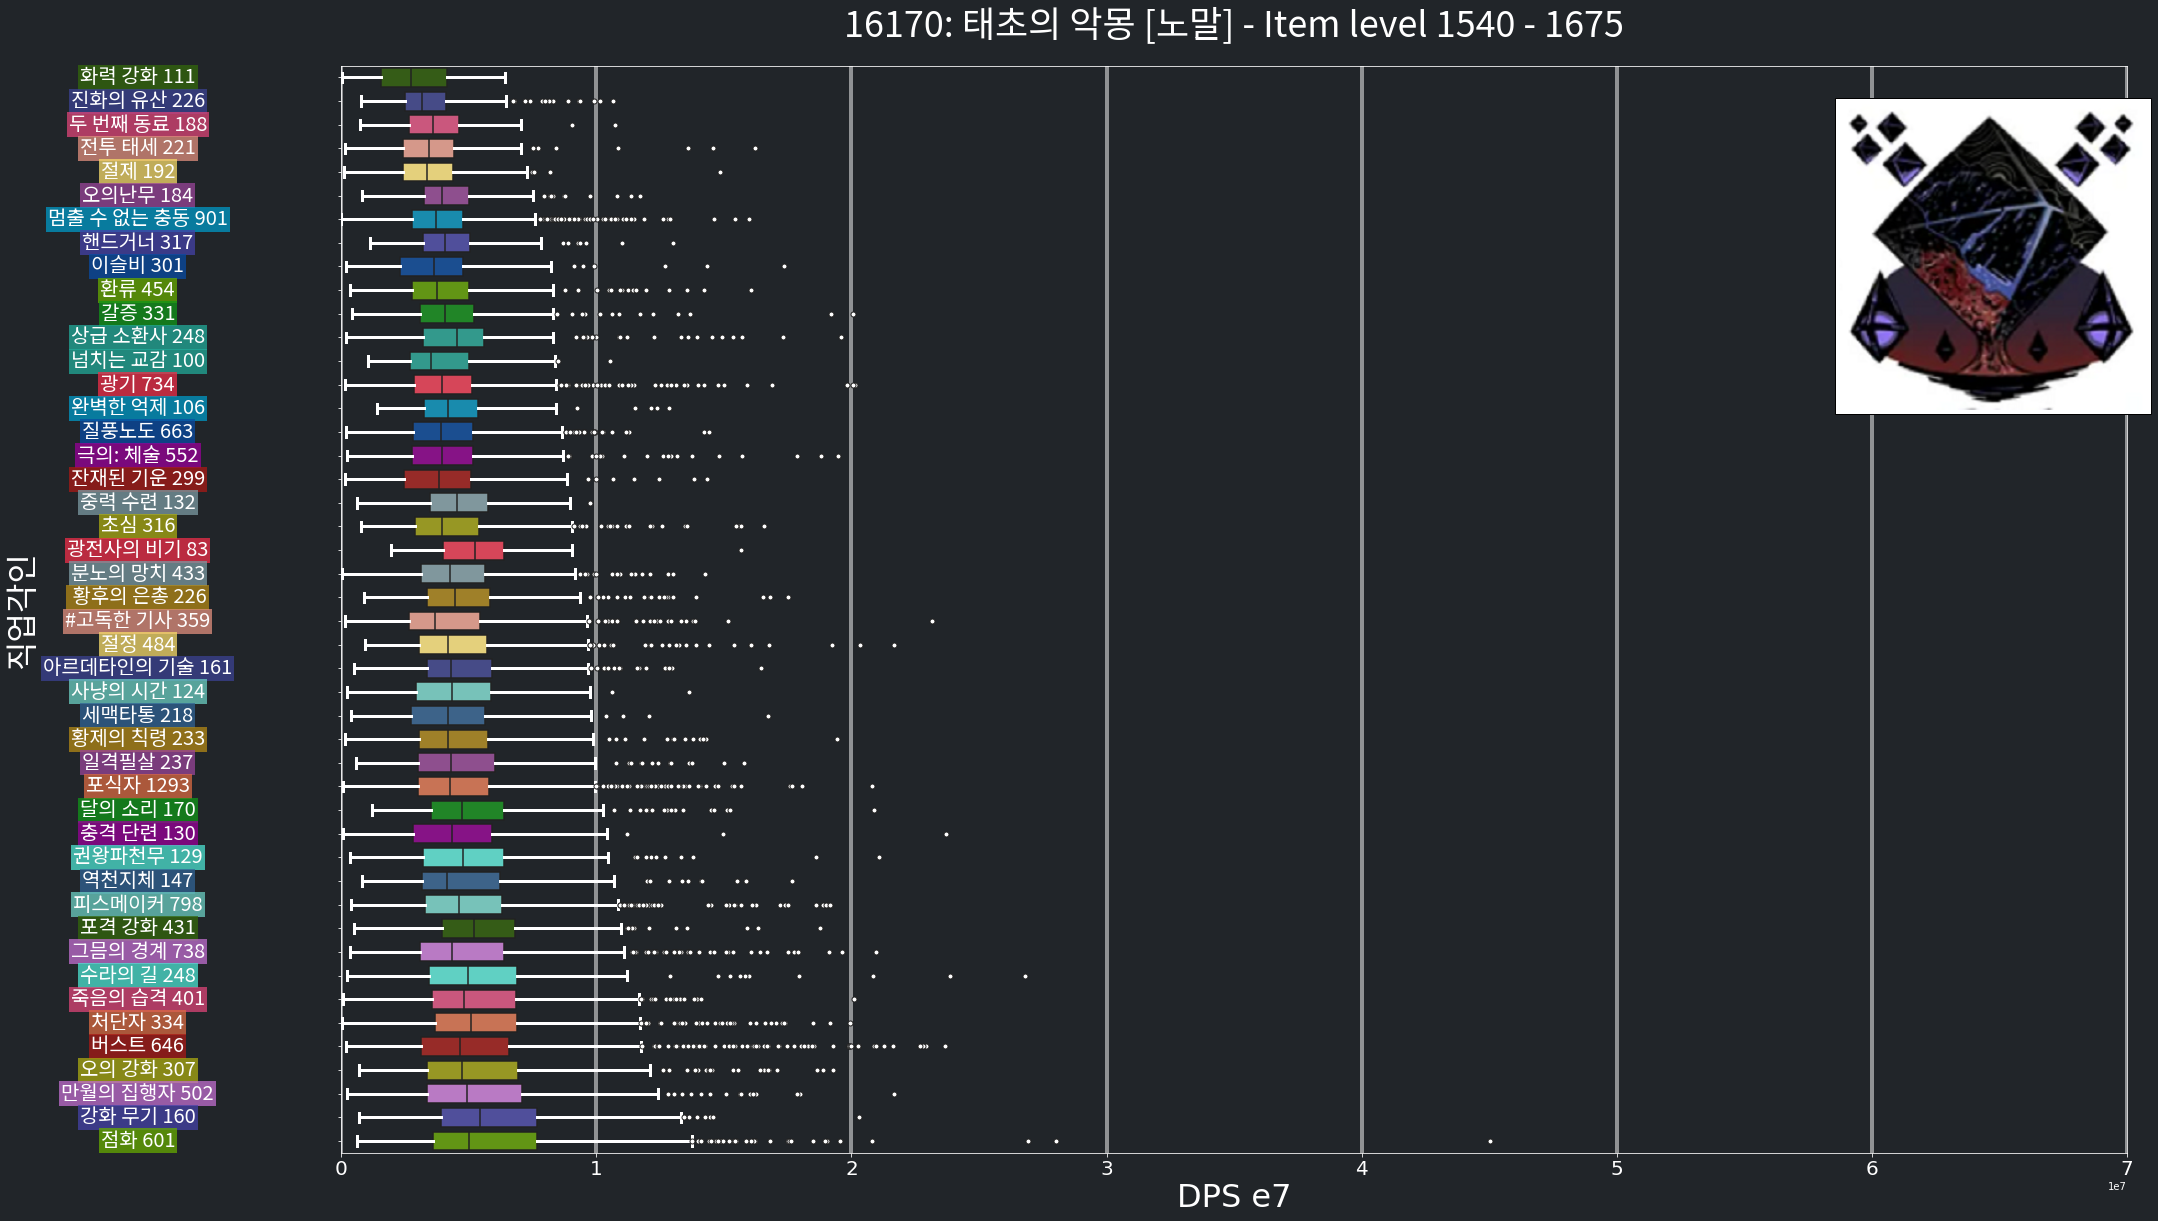 16170: 태초의 악몽 [노말] - Item level 1540 - 1675
화력 강화 111
진화의 유산 226
두 번째 동료 188
전투 태세 221
절제 192
오의난무 184
멈출 수 없는 충동 901
핸드거너 317
이슬비 301
환류 454
갈증 331
상급 소환사 248
넘치는 교감 100
광기 734
완벽한 억제 106
질풍노도 663
극의: 체술 552
잔재된 기운 299
중력 수련 132
초심 316
광전사의 비기 83
분노의 망치 433
황후의 은총 226
#고독한 기사 359
절정 484
아르데타인의 기술 161
사냥의 시간 124
세맥타통 218
황제의 칙령 233
일격필살 237
포식자 1293
달의 소리 170
충격 단련 130
권왕파천무 129
역천지체 147
피스메이커 798
포격 강화 431
그믐의 경계 738
수라의 길 248
죽음의 습격 401
처단자 334
버스트 646
오의 강화 307
만월의 집행자 502
강화 무기 160
점화 601
직업각인
0 1 2 3 4 5 6 7
1e7
DPS e7